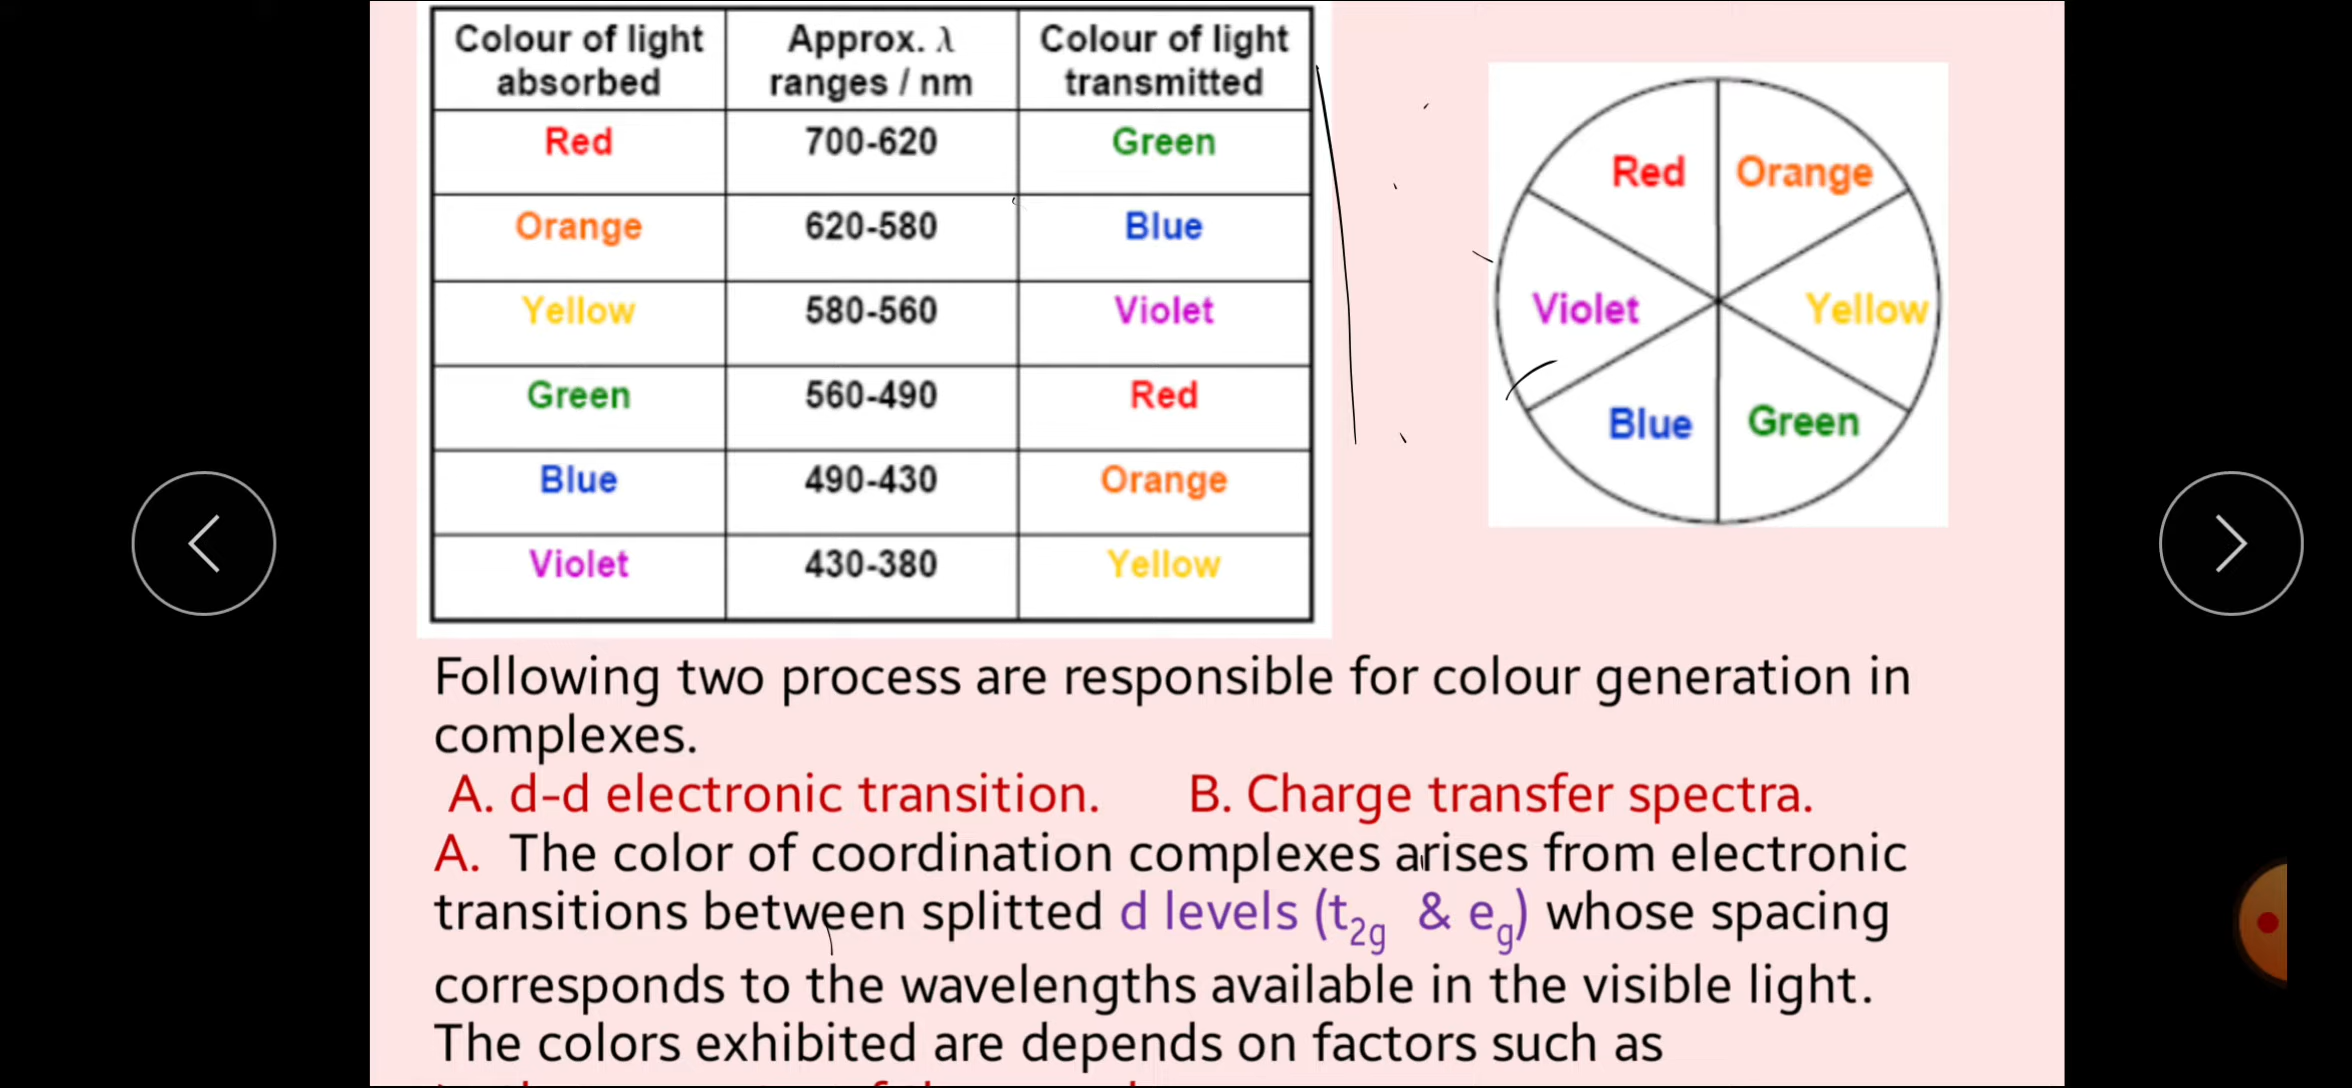 Colour of light absorbed Approx. λ ranges / nm Colour of light transmitted
Red 700-620 Green
Orange 620-580 Blue
Yellow 580-560 Violet
Green 560-490 Red
Blue 490-430 Orange
Violet 430-380 Yellow
Red Orange
Violet Yellow
Blue Green
Following two process are responsible for colour generation in
complexes.
A. d-d electronic transition. B. Charge transfer spectra.
A. The color of coordination complexes arises from electronic
transitions between splitted d levels (t2g & eg) whose spacing
corresponds to the wavelengths available in the visible light.
The colors exhibited are depends on factors such as